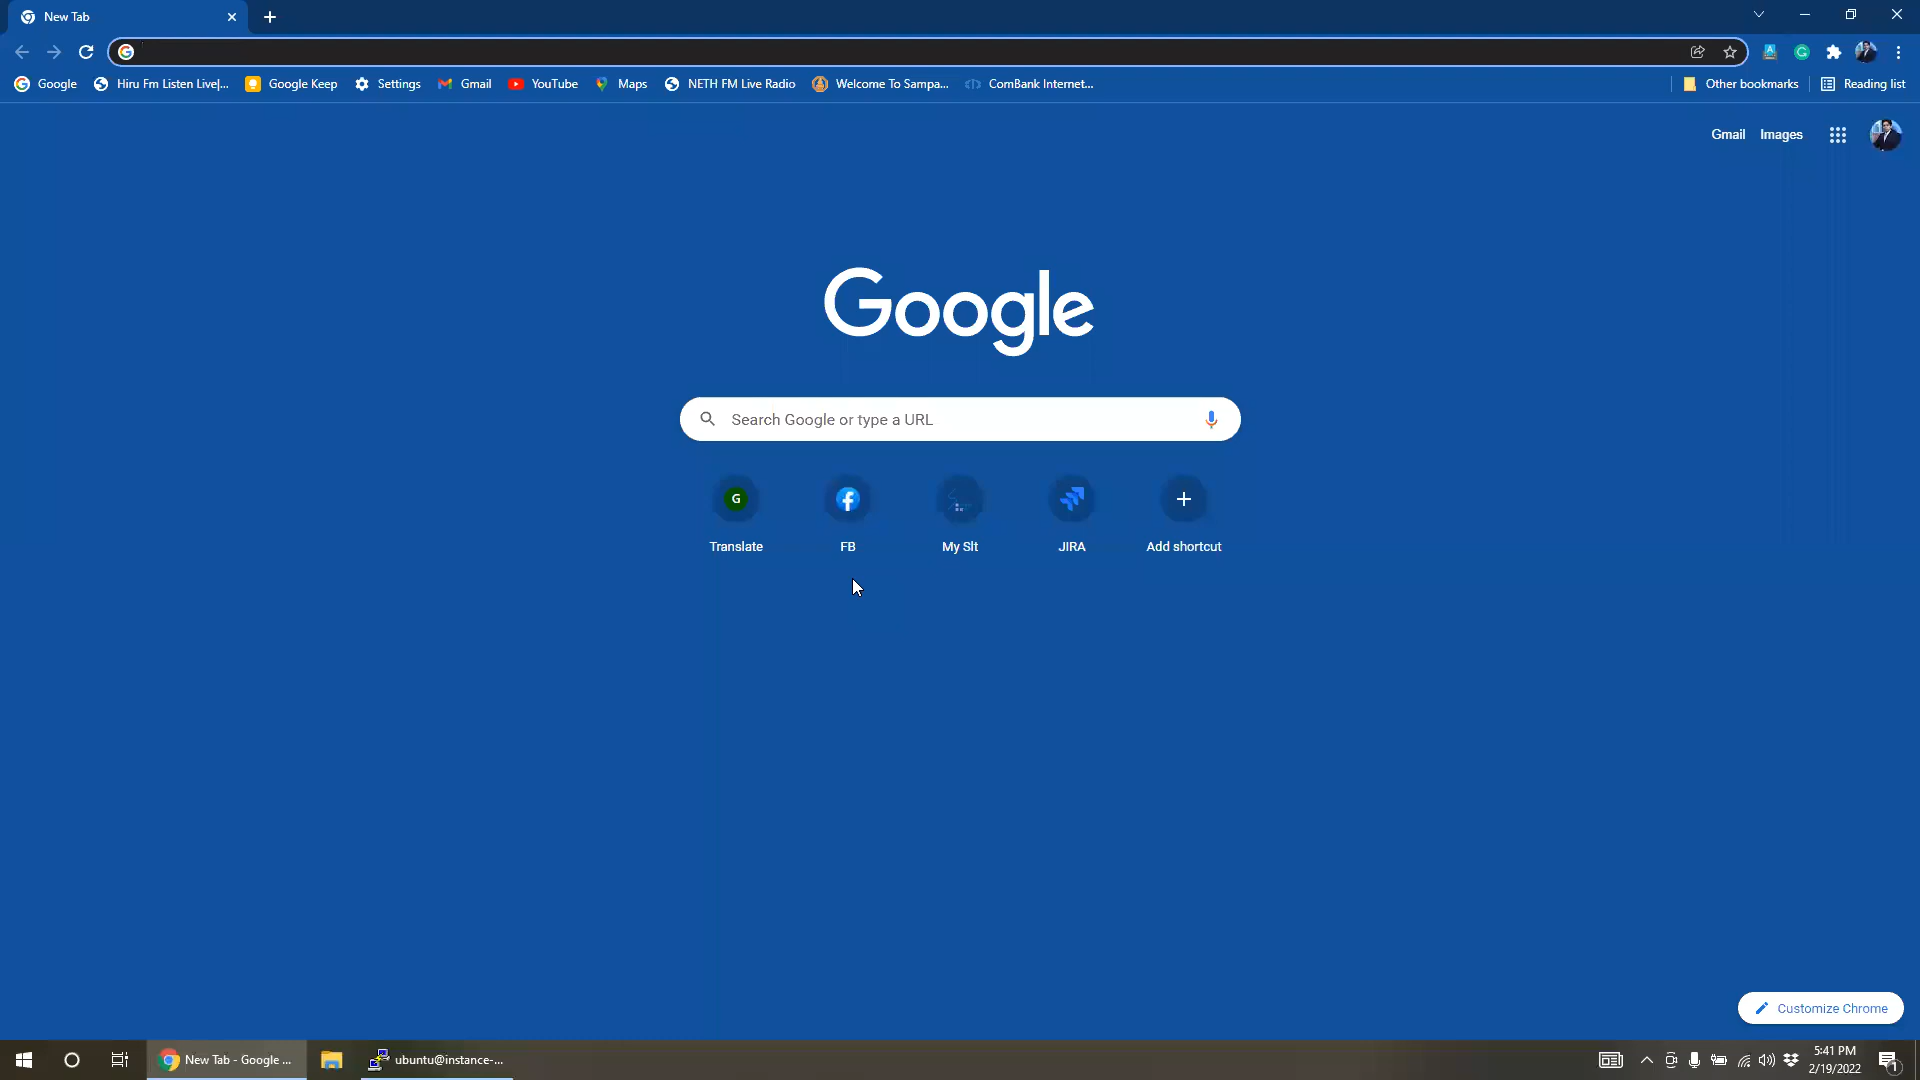 New Tab
Google
Hiru Fm Listen Live|...
Google Keep
Settings
Gmail
YouTube
Maps
NETH FM Live Radio
Welcome To Sampa...
ComBank Internet...
Other bookmarks
Reading list
Gmail
Images
Google
Search Google or type a URL
G
Translate
FB
My Slt
JIRA
Add shortcut
Customize Chrome
New Tab - Google ...
ubuntu@instance-...
5:41 PM
2/19/2022
1